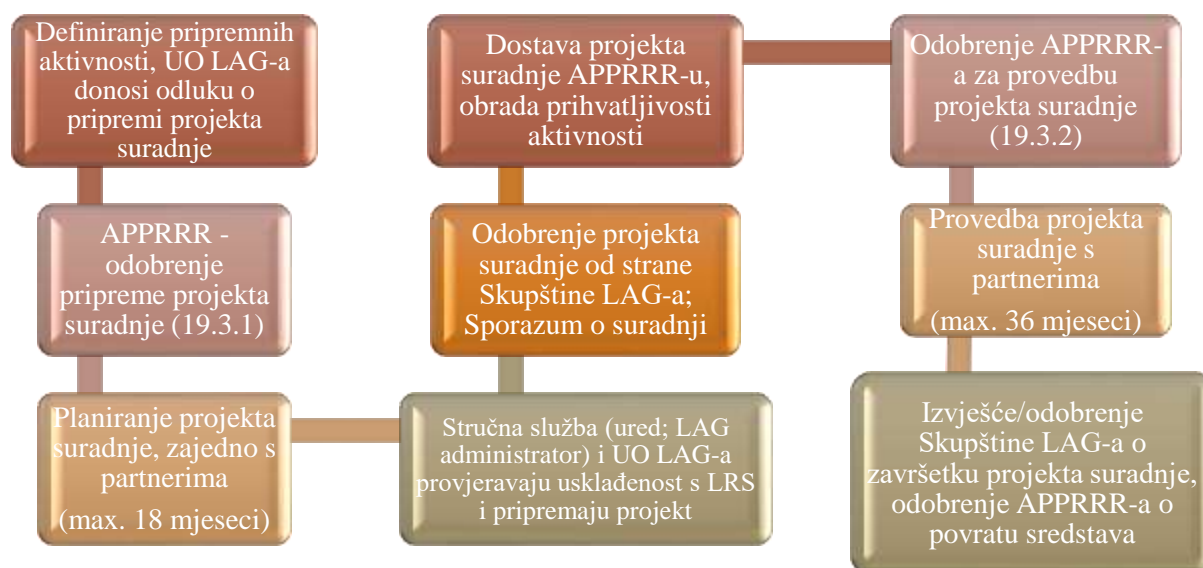 Definiranje pripremnih
aktivnosti, UO LAG-a
donosi odluku o
pripremi projekta
suradnje
APPRRR -
odobrenje
pripreme projekta
suradnje (19.3.1)
Planiranje projekta
suradnje, zajedno s
partnerima
(max. 18 mjeseci)
Stručna služba (ured; LAG
administrator) i UO LAG-a
provjeravaju usklađenost s LRS
i pripremaju projekt
Odobrenje projekta
suradnje od strane
Skupštine LAG-a;
Sporazum o suradnji
Dostava projekta
suradnje APPRRR-u,
obrada prihvatljivosti
aktivnosti
Odobrenje APPRRR-
a za provedbu
projekta suradnje
(19.3.2)
Provedba projekta
suradnje s
partnerima
(max. 36 mjeseci)
Izvješće/odobrenje
Skupštine LAG-a o
završetku projekta suradnje,
odobrenje APPRRR-a o
povratu sredstava